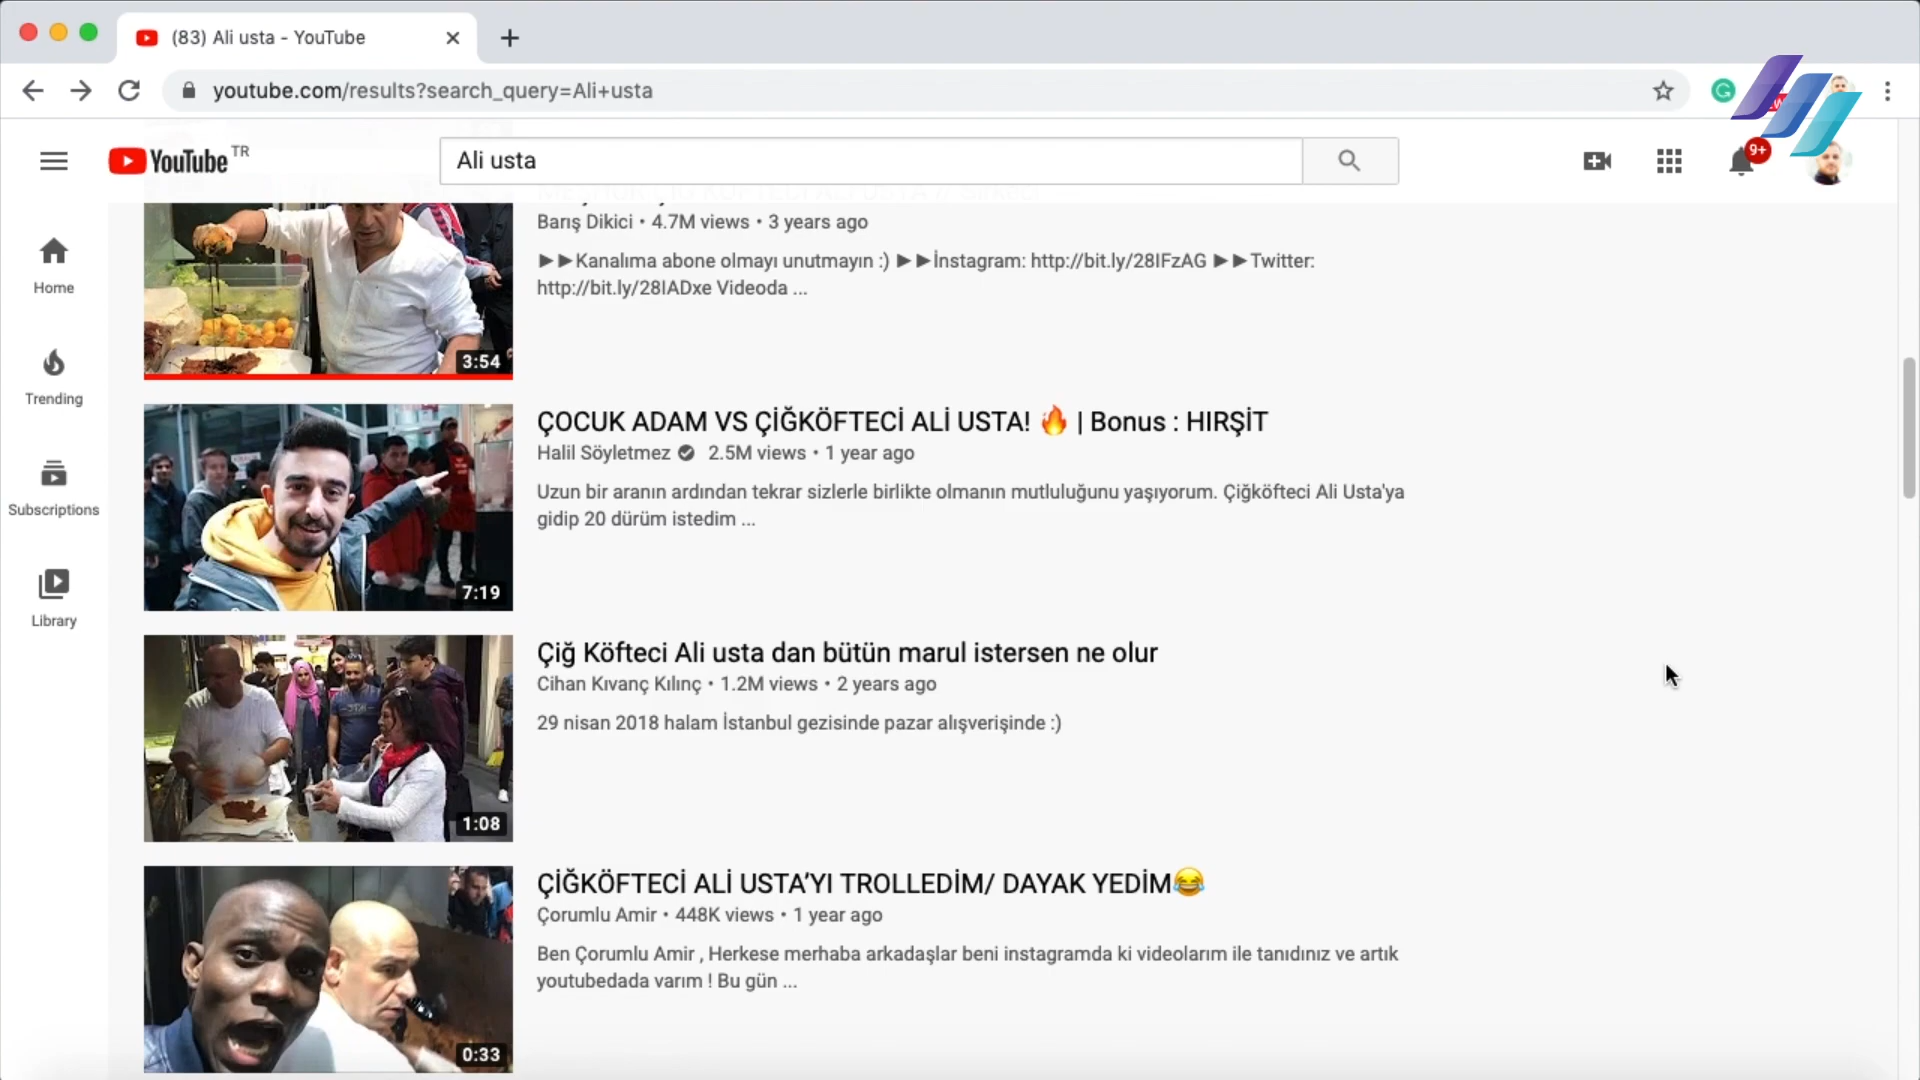 (83) Ali usta - YouTube
youtube.com/results?search_query=Ali+usta
YouTube TR
Ali usta
9+
Home
Trending
Subscriptions
Library
Barış Dikici • 4.7M views • 3 years ago
►►Kanalıma abone olmayı unutmayın :) ►►İnstagram: http://bit.ly/28IFzAG ►►Twitter:
http://bit.ly/28IADxe Videoda ...
3:54
ÇOCUK ADAM VS ÇİĞKÖFTECİ ALİ USTA! 🔥 | Bonus : HIRŞİT
Halil Söyletmez 2.5M views • 1 year ago
Uzun bir aranın ardından tekrar sizlerle birlikte olmanın mutluluğunu yaşıyorum. Çiğköfteci Ali Usta'ya
gidip 20 dürüm istedim ...
7:19
Çiğ Köfteci Ali usta dan bütün marul istersen ne olur
Cihan Kıvanç Kılınç • 1.2M views • 2 years ago
29 nisan 2018 halam İstanbul gezisinde pazar alışverişinde :)
1:08
ÇİĞKÖFTECİ ALİ USTA’YI TROLLEDİM/ DAYAK YEDİM😂
Çorumlu Amir • 448K views • 1 year ago
Ben Çorumlu Amir , Herkese merhaba arkadaşlar beni instagramda ki videolarım ile tanıdınız ve artık
youtubedada varım ! Bu gün ...
0:33